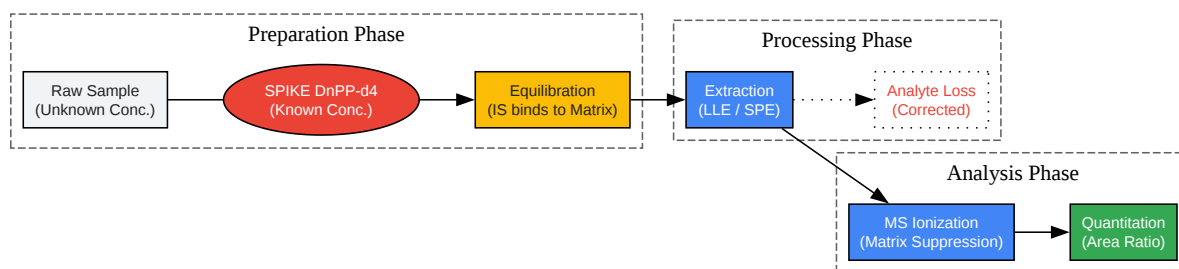 Preparation Phase
Raw Sample
(Unknown Conc.)
SPIKE DnPP-d4
(Known Conc.)
Equilibration
(IS binds to Matrix)
Processing Phase
Extraction
(LLE / SPE)
Analyte Loss
(Corrected)
Analysis Phase
MS Ionization
(Matrix Suppression)
Quantitation
(Area Ratio)